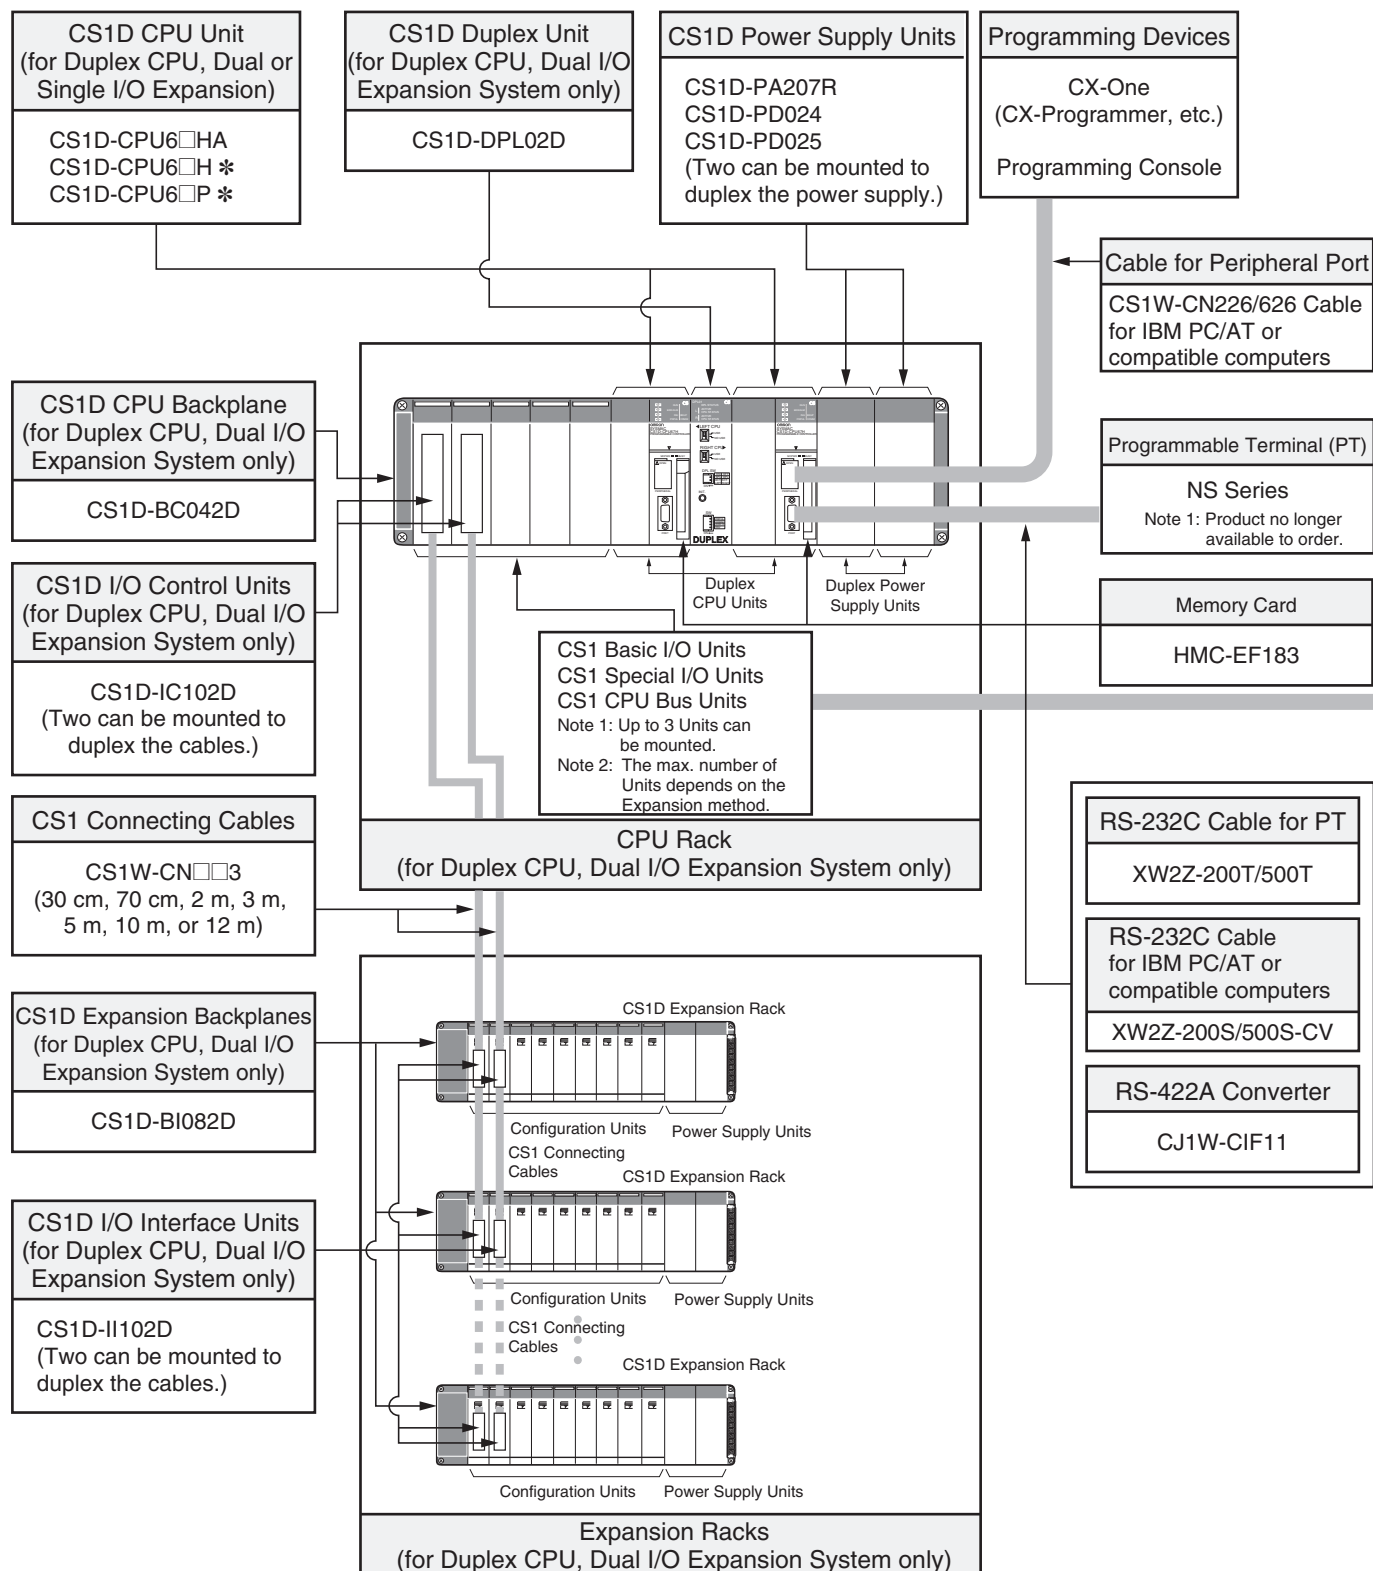 CS1D CPU Unit
(for Duplex CPU, Dual or
Single I/O Expansion)
CS1D-CPU6□HA
CS1D-CPU6□H ✻
CS1D-CPU6□P ✻
CS1D Duplex Unit
(for Duplex CPU, Dual I/O
Expansion System only)
CS1D-DPL02D
CS1D Power Supply Units
CS1D-PA207R
CS1D-PD024
CS1D-PD025
(Two can be mounted to
duplex the power supply.)
Programming Devices
CX-One
(CX-Programmer, etc.)
Programming Console
Cable for Peripheral Port
CS1W-CN226/626 Cable
for IBM PC/AT or
compatible computers
CS1D CPU Backplane
(for Duplex CPU, Dual I/O
Expansion System only)
CS1D-BC042D
LEFT CPU
RIGHT CPU
DUPLEX
Programmable Terminal (PT)
NS Series
Note 1: Product no longer
available to order.
CS1D I/O Control Units
(for Duplex CPU, Dual I/O
Expansion System only)
CS1D-IC102D
(Two can be mounted to
duplex the cables.)
Duplex
CPU Units
Duplex Power
Supply Units
Memory Card
HMC-EF183
CS1 Basic I/O Units
CS1 Special I/O Units
CS1 CPU Bus Units
Note 1: Up to 3 Units can
be mounted.
Note 2: The max. number of
Units depends on the
Expansion method.
CPU Rack
(for Duplex CPU, Dual I/O Expansion System only)
CS1 Connecting Cables
CS1W-CN□□3
(30 cm, 70 cm, 2 m, 3 m,
5 m, 10 m, or 12 m)
RS-232C Cable for PT
XW2Z-200T/500T
RS-232C Cable
for IBM PC/AT or
compatible computers
XW2Z-200S/500S-CV
RS-422A Converter
CJ1W-CIF11
CS1D Expansion Backplanes
(for Duplex CPU, Dual I/O
Expansion System only)
CS1D-BI082D
CS1D Expansion Rack
Configuration Units
Power Supply Units
CS1 Connecting
Cables
CS1D Expansion Rack
CS1D I/O Interface Units
(for Duplex CPU, Dual I/O
Expansion System only)
CS1D-II102D
(Two can be mounted to
duplex the cables.)
Configuration Units
Power Supply Units
CS1 Connecting
Cables
CS1D Expansion Rack
Configuration Units
Power Supply Units
Expansion Racks
(for Duplex CPU, Dual I/O Expansion System only)